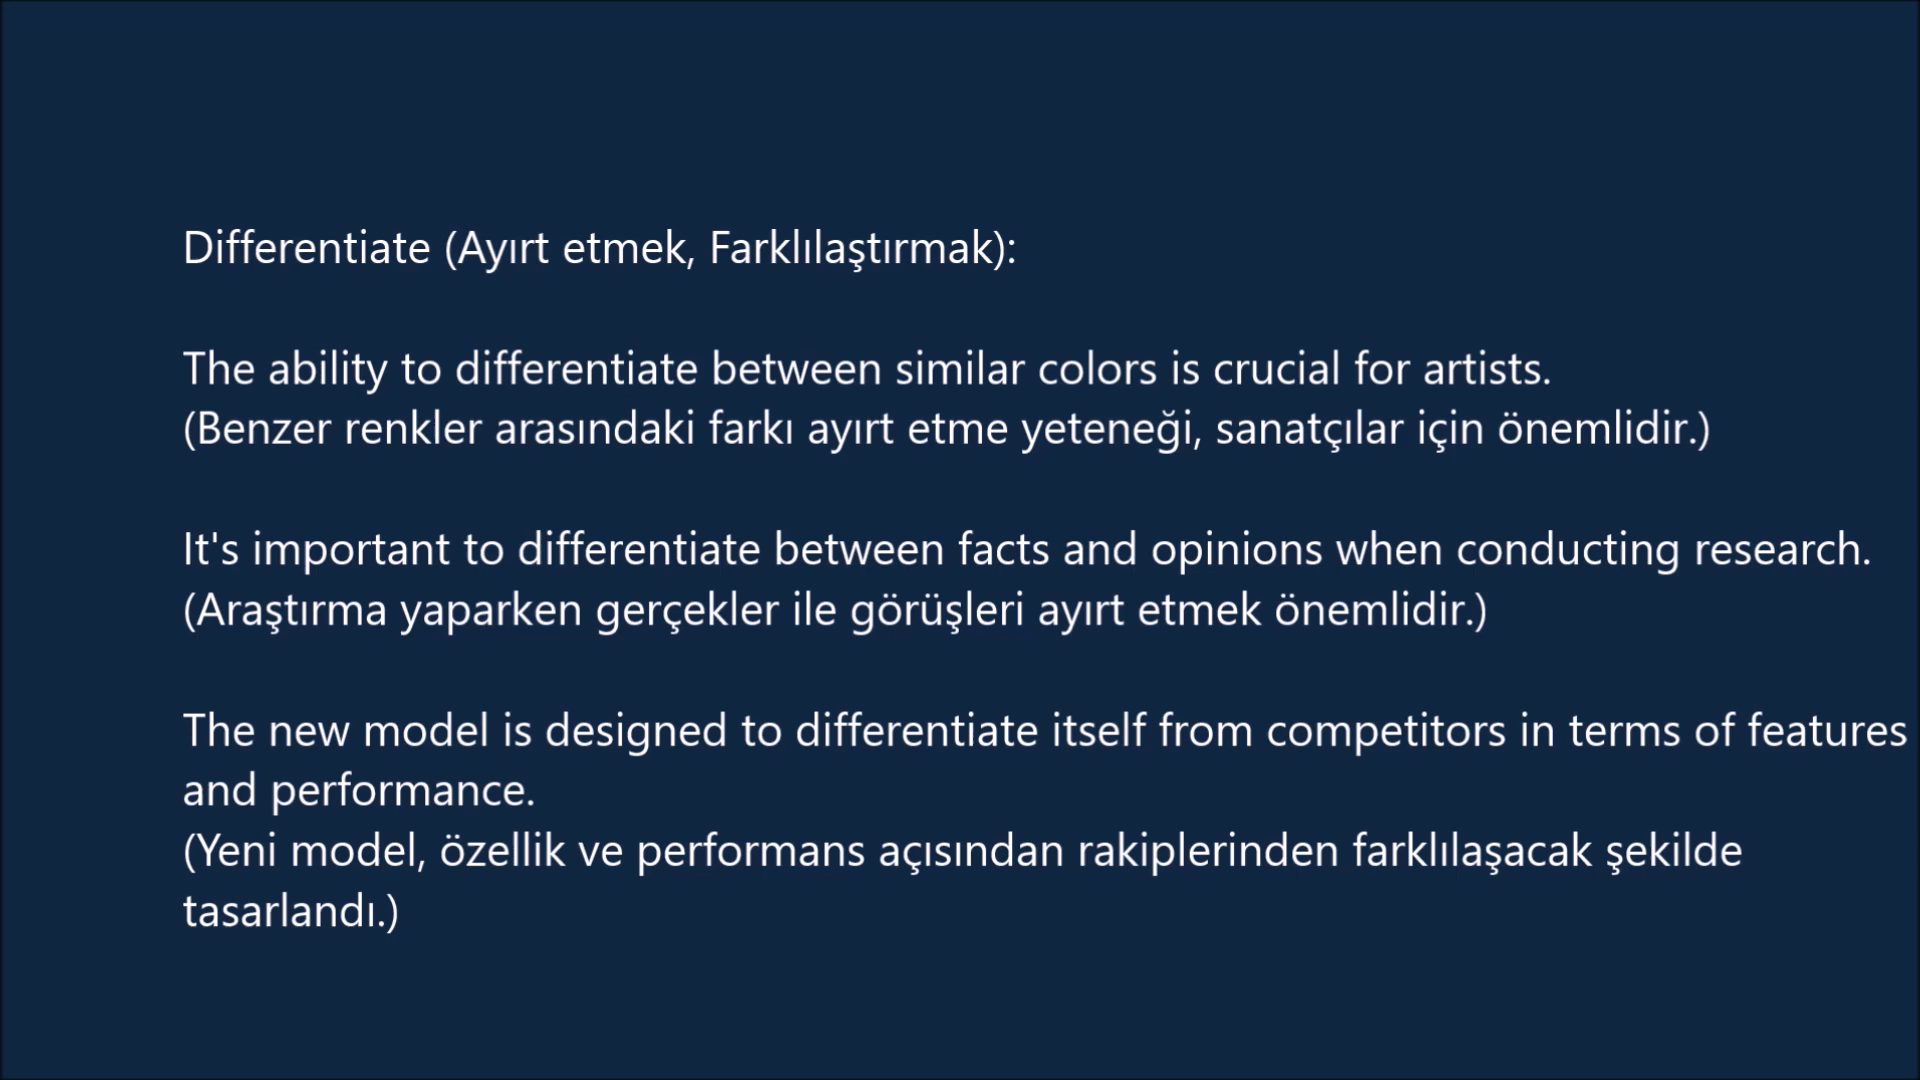 Differentiate (Ayırt etmek, Farklılaştırmak):
The ability to differentiate between similar colors is crucial for artists.
(Benzer renkler arasındaki farkı ayırt etme yeteneği, sanatçılar için önemlidir.)
It's important to differentiate between facts and opinions when conducting research.
(Araştırma yaparken gerçekler ile görüşleri ayırt etmek önemlidir.)
The new model is designed to differentiate itself from competitors in terms of features
and performance.
(Yeni model, özellik ve performans açısından rakiplerinden farklılaşacak şekilde
tasarlandı.)